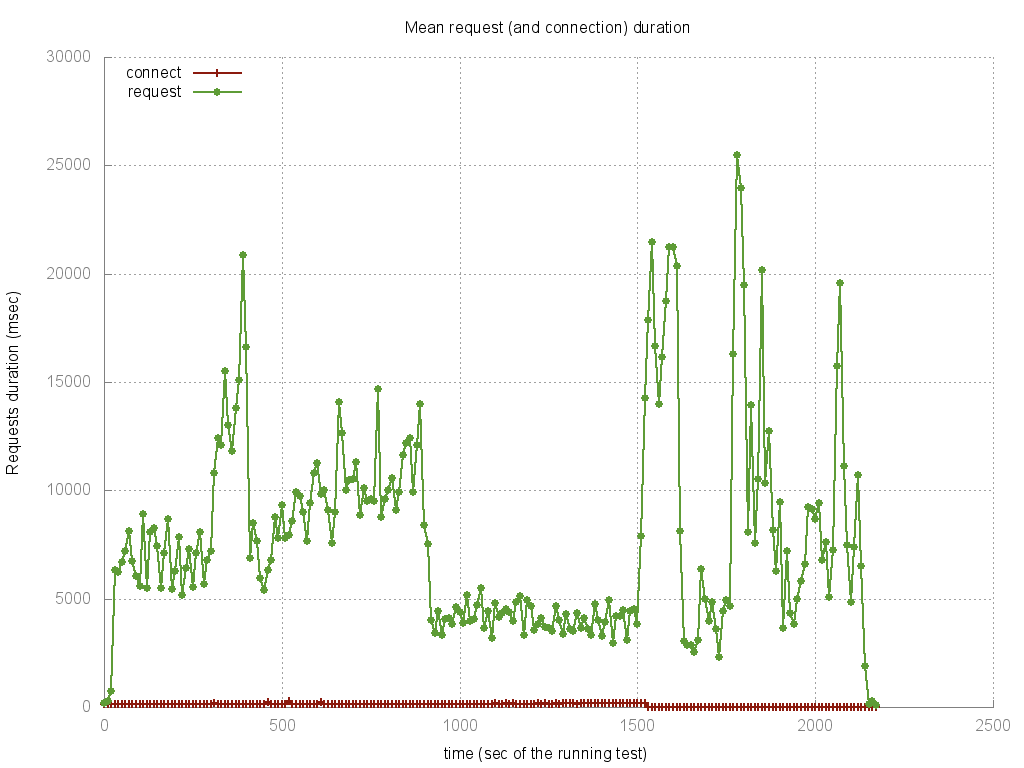 Mean request (and connection) duration
connect
request
30000
25000
20000
15000
10000
5000
0
Requests duration (msec)
0 500 1000 1500 2000 2500
time (sec of the running test)